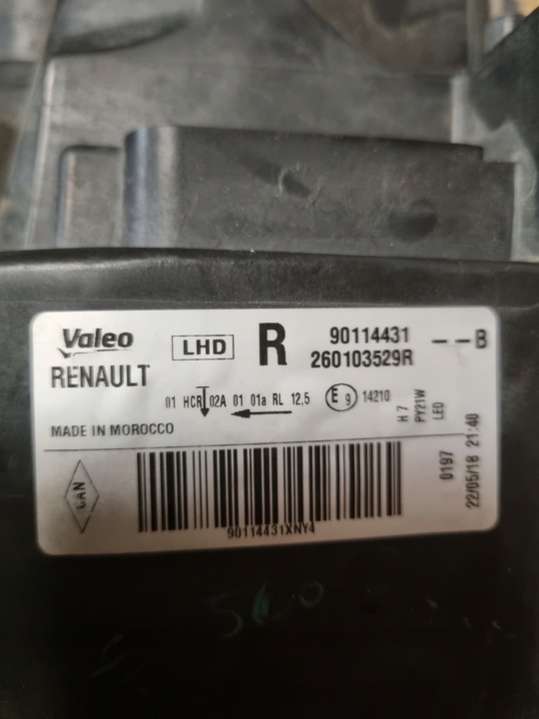 Valeo
RENAULT
LHD
R
90114431
260103529R
--B
01 HCR 02A 01 01a RL 12,5
E 9
14210
H7
PY21W
LED
MADE IN MOROCCO
0197
22/05/18 21:40
CAN
90114431XNY4